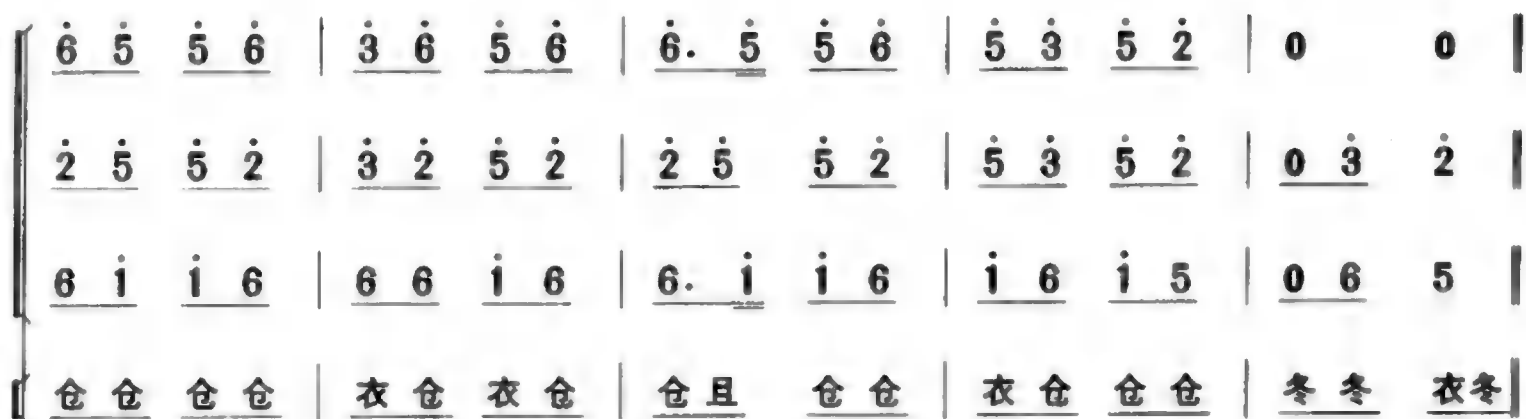 6̇ 5̇ 5̇ 6̇ | 3̇ 6̇ 5̇ 6̇ | 6̇. 5̇ 5̇ 6̇ | 5̇ 3̇ 5̇ 2̇ | 0 0
2̇ 5̇ 5̇ 2̇ | 3̇ 2̇ 5̇ 2̇ | 2̇ 5̇ 5̇ 2̇ | 5̇ 3̇ 5̇ 2̇ | 0 3̇ 2̇
6 1̇ 1̇ 6 | 6 6 1̇ 6 | 6. 1̇ 1̇ 6 | 1̇ 6 1̇ 5 | 0 6 5
仓 仓 仓 仓 | 衣 仓 衣 仓 | 仓 且 仓 仓 | 衣 仓 仓 仓 | 冬 冬 衣 冬